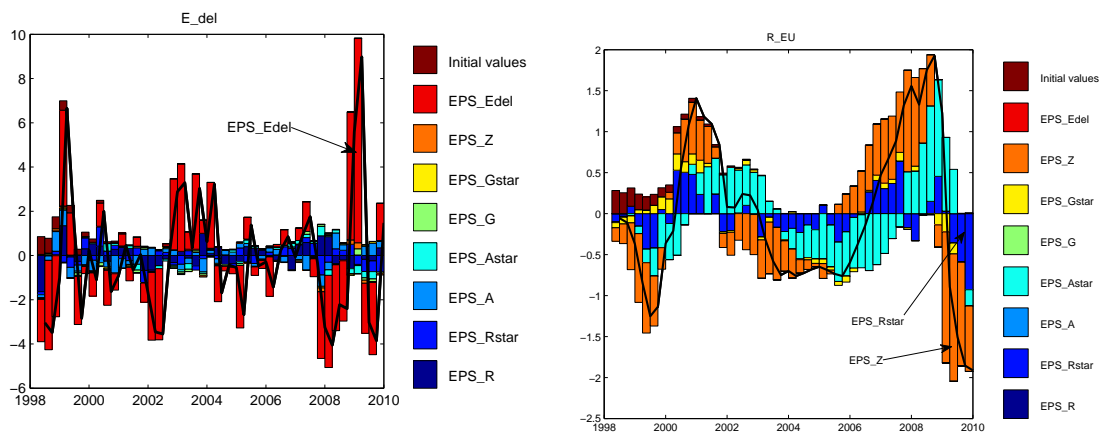 E_del
10
8
6
4
2
0
−2
−4
−6
1998 2000 2002 2004 2006 2008 2010
EPS_Edel
Initial values
EPS_Edel
EPS_Z
EPS_Gstar
EPS_G
EPS_Astar
EPS_A
EPS_Rstar
EPS_R
R_EU
2
1.5
1
0.5
0
−0.5
−1
−1.5
−2
−2.5
1998 2000 2002 2004 2006 2008 2010
EPS_Rstar
EPS_Z
Initial values
EPS_Edel
EPS_Z
EPS_Gstar
EPS_G
EPS_Astar
EPS_A
EPS_Rstar
EPS_R